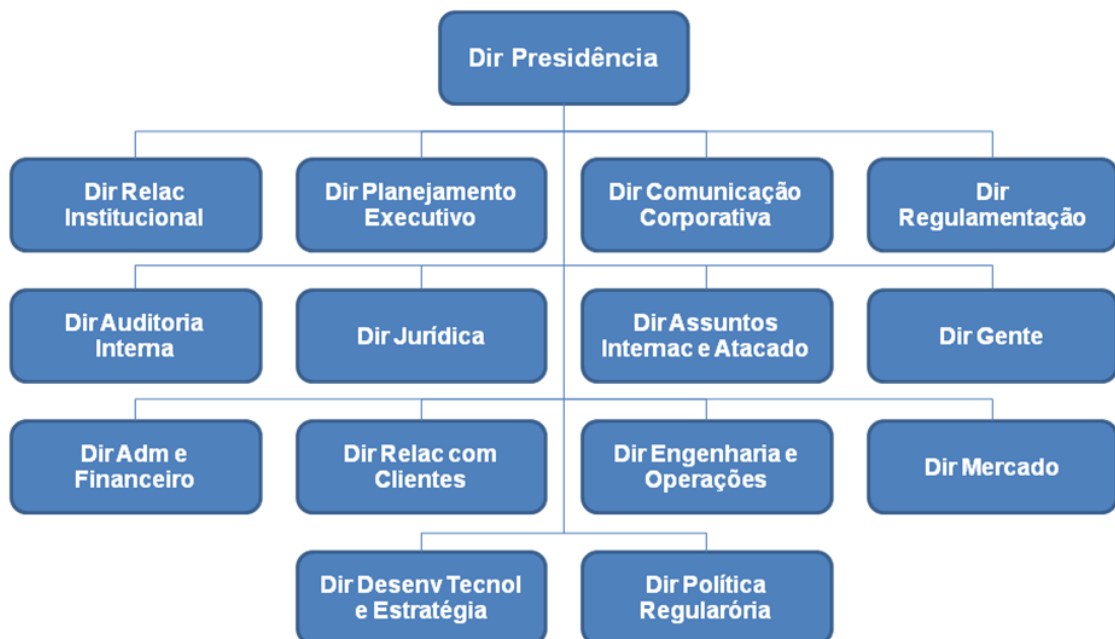 Dir Presidência
Dir Relac
Institucional
Dir Planejamento
Executivo
Dir Comunicação
Corporativa
Dir
Regulamentação
Dir Auditoria
Interna
Dir Jurídica
Dir Assuntos
Internac e Atacado
Dir Gente
Dir Adm e
Financeiro
Dir Relac com
Clientes
Dir Engenharia e
Operações
Dir Mercado
Dir Desenv Tecnol
e Estratégia
Dir Política
Regularória